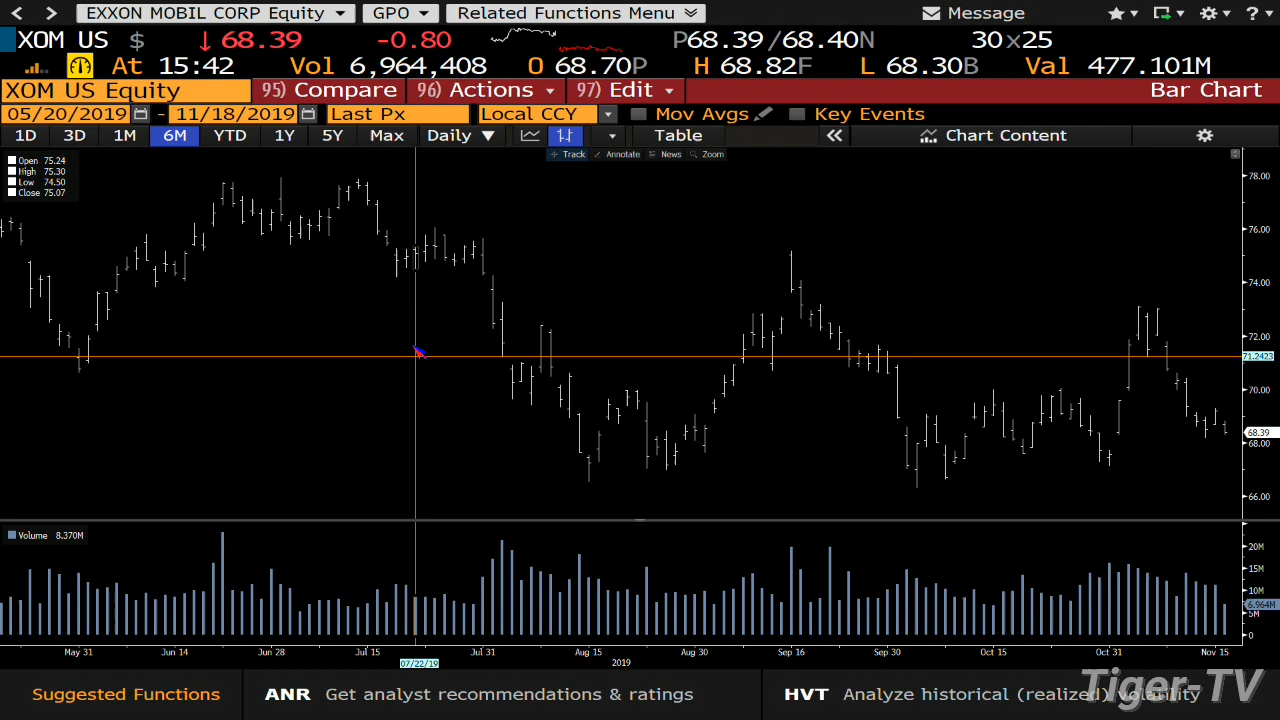 EXXON MOBIL CORP Equity GPO Related Functions Menu Message ?
XOM US $ ↓ 68.39 -0.80 P68.39 /68.40N 30 x25
At 15:42 Vol 6,964,408 O 68.70P H 68.82F L 68.30B Val 477.101M
XOM US Equity 95) Compare 96) Actions 97) Edit Bar Chart
05/20/2019 - 11/18/2019 Last Px Local CCY Mov Avgs Key Events
1D 3D 1M 6M YTD 1Y 5Y Max Daily ▼ Table « Chart Content
Track Annotate News Zoom
Open 75.24
High 75.30
Low 74.50
Close 75.07
78.00
76.00
74.00
72.00
71.2423
70.00
68.39
68.00
66.00
Volume 8.370M
20M
15M
10M
6.964M
5M
0
May 31 Jun 14 Jun 28 Jul 15 Jul 31 Aug 15 Aug 30 Sep 16 Sep 30 Oct 15 Oct 31 Nov 15
07/22/19 2019
Suggested Functions ANR Get analyst recommendations & ratings HVT Analyze historical (realized) volatility
Tiger-TV